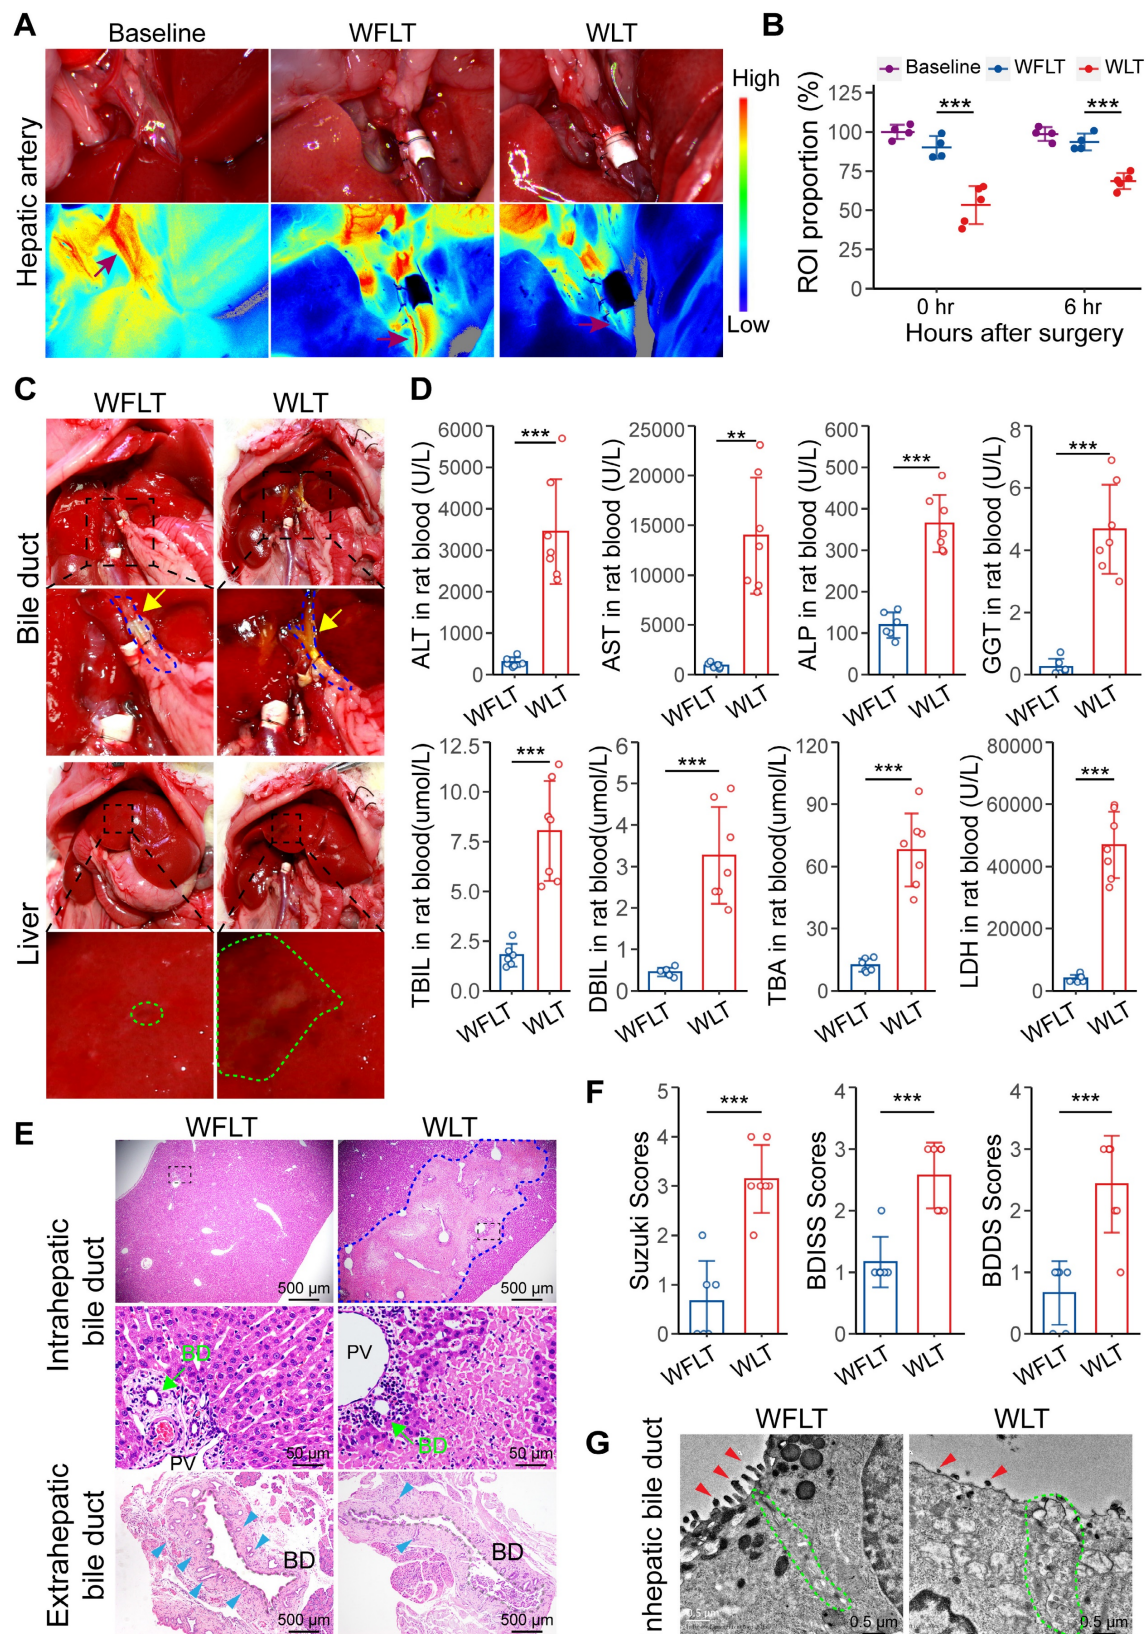 A
Baseline
WFLT
WLT
Hepatic artery
High
Low
B
Baseline
WFLT
WLT
ROI proportion (%)
125
100
75
50
25
0
***
***
0 hr
6 hr
Hours after surgery
C
WFLT
WLT
Bile duct
Liver
D
ALT in rat blood (U/L)
6000
5000
4000
3000
2000
1000
0
***
WFLT
WLT
AST in rat blood (U/L)
25000
20000
15000
10000
5000
0
**
WFLT
WLT
ALP in rat blood (U/L)
600
500
400
300
200
100
0
***
WFLT
WLT
GGT in rat blood (U/L)
8
6
4
2
0
***
WFLT
WLT
TBIL in rat blood(umol/L)
12.5
10.0
7.5
5.0
2.5
0.0
***
WFLT
WLT
DBIL in rat blood(umol/L)
6
5
4
3
2
1
0
***
WFLT
WLT
TBA in rat blood(umol/L)
120
90
60
30
0
***
WFLT
WLT
LDH in rat blood (U/L)
80000
60000
40000
20000
0
***
WFLT
WLT
E
WFLT
WLT
Intrahepatic
bile duct
500 µm
500 µm
BD
PV
50 µm
PV
BD
50 µm
Extrahepatic
bile duct
BD
500 µm
BD
500 µm
F
Suzuki Scores
5
4
3
2
1
0
***
WFLT
WLT
BDISS Scores
4
3
2
1
0
***
WFLT
WLT
BDDS Scores
4
3
2
1
0
***
WFLT
WLT
G
WFLT
WLT
nhepatic bile duct
0.5 µm
0.5 µm
0.5 µm